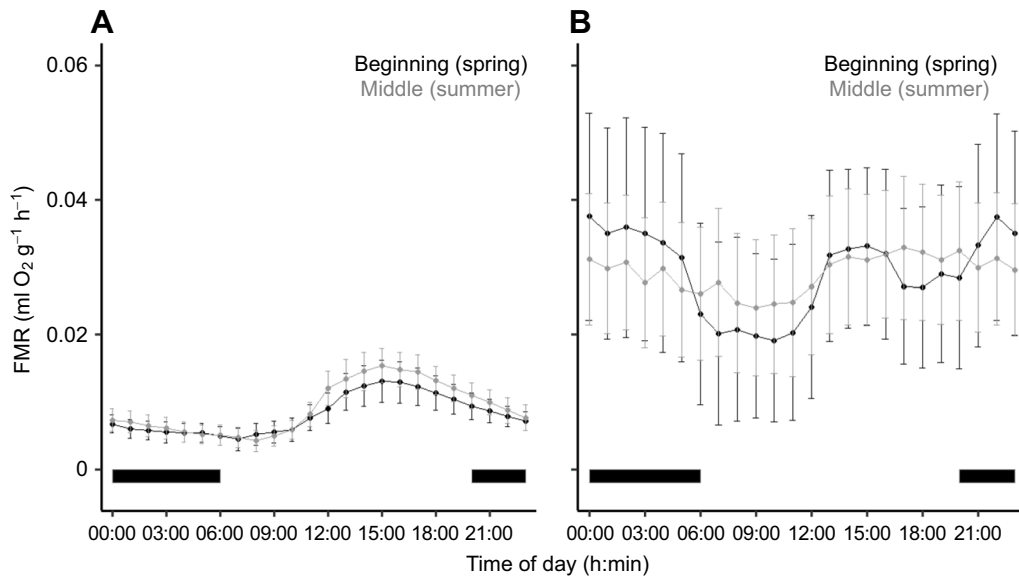 A
B
Beginning (spring)
Middle (summer)
Beginning (spring)
Middle (summer)
0.06
0.04
0.02
0
FMR (ml O₂ g⁻¹ h⁻¹)
00:00 03:00 06:00 09:00 12:00 15:00 18:00 21:00
00:00 03:00 06:00 09:00 12:00 15:00 18:00 21:00
Time of day (h:min)